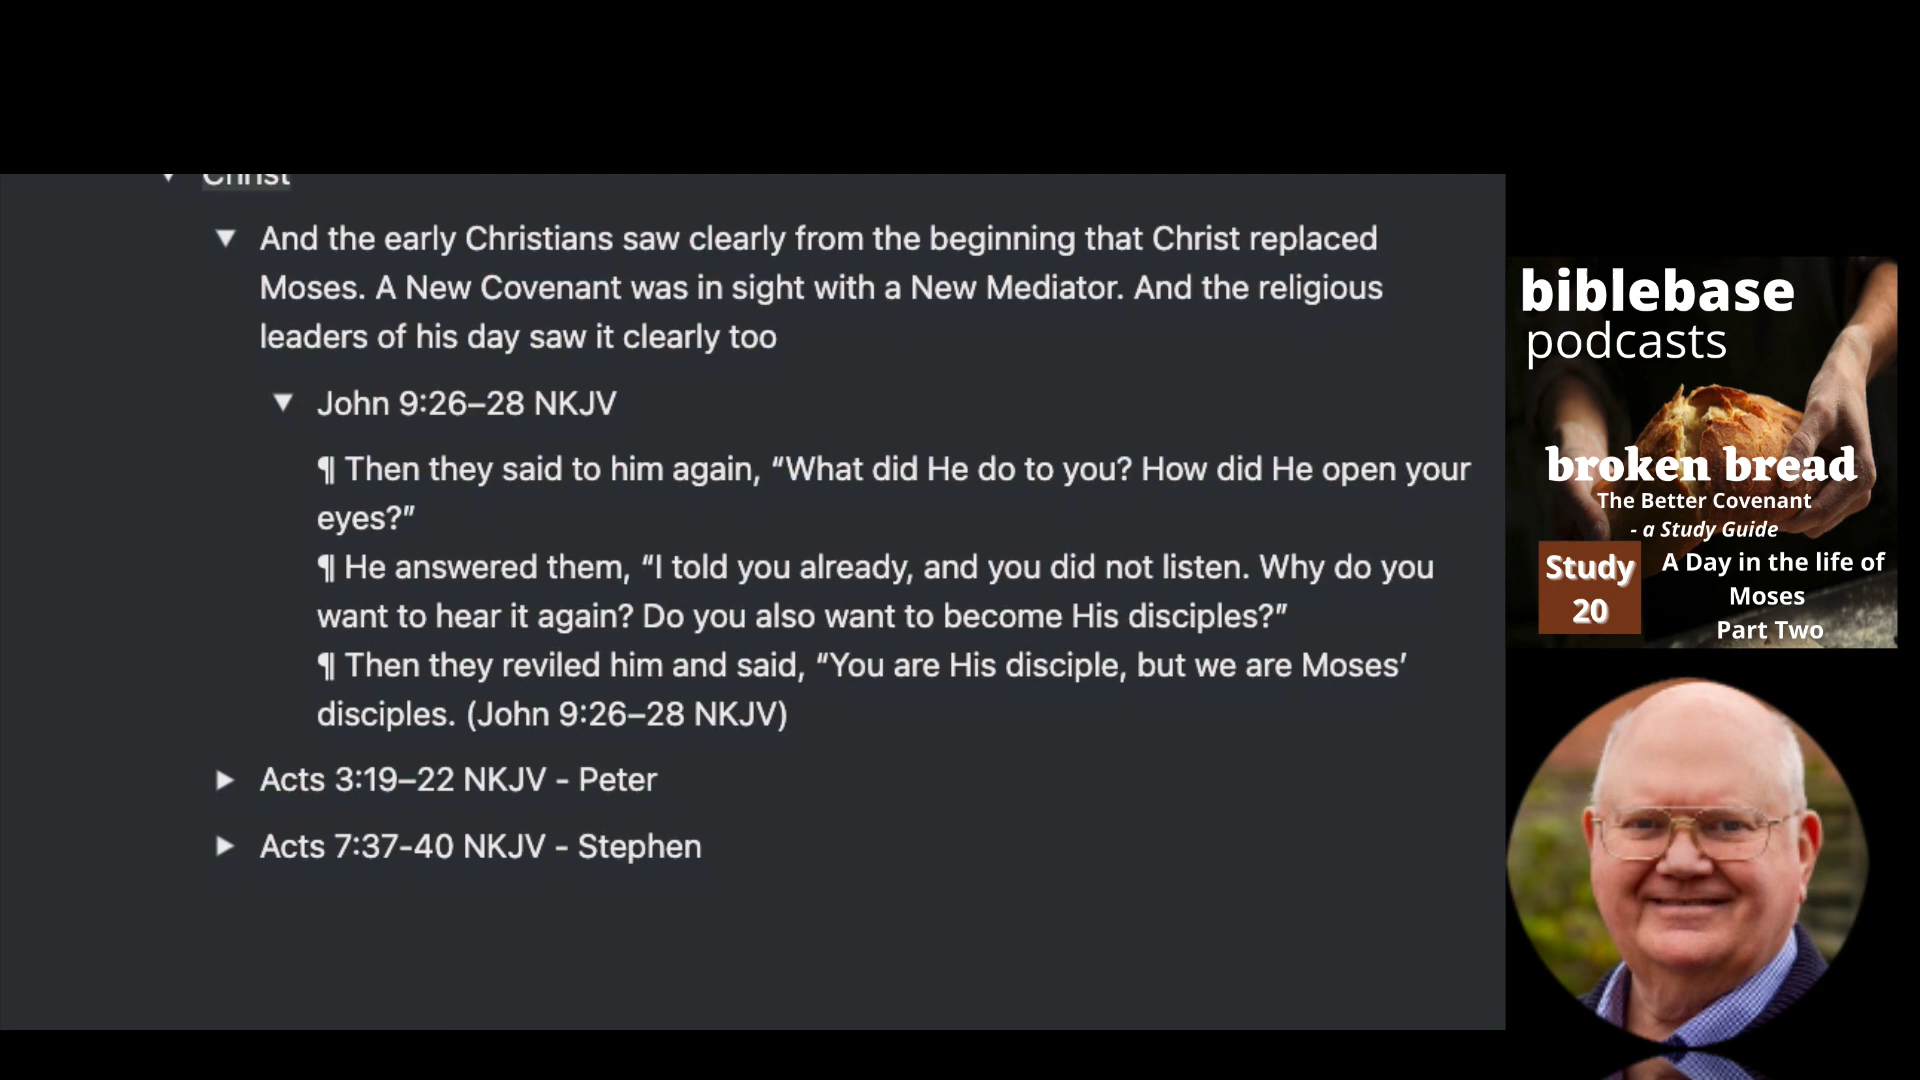 Christ
▼ And the early Christians saw clearly from the beginning that Christ replaced
Moses. A New Covenant was in sight with a New Mediator. And the religious
leaders of his day saw it clearly too
▼ John 9:26–28 NKJV
¶ Then they said to him again, “What did He do to you? How did He open your
eyes?”
¶ He answered them, “I told you already, and you did not listen. Why do you
want to hear it again? Do you also want to become His disciples?”
¶ Then they reviled him and said, “You are His disciple, but we are Moses’
disciples. (John 9:26–28 NKJV)
▶ Acts 3:19–22 NKJV - Peter
▶ Acts 7:37-40 NKJV - Stephen
biblebase
podcasts
broken bread
The Better Covenant
- a Study Guide
Study
20
A Day in the life of
Moses
Part Two